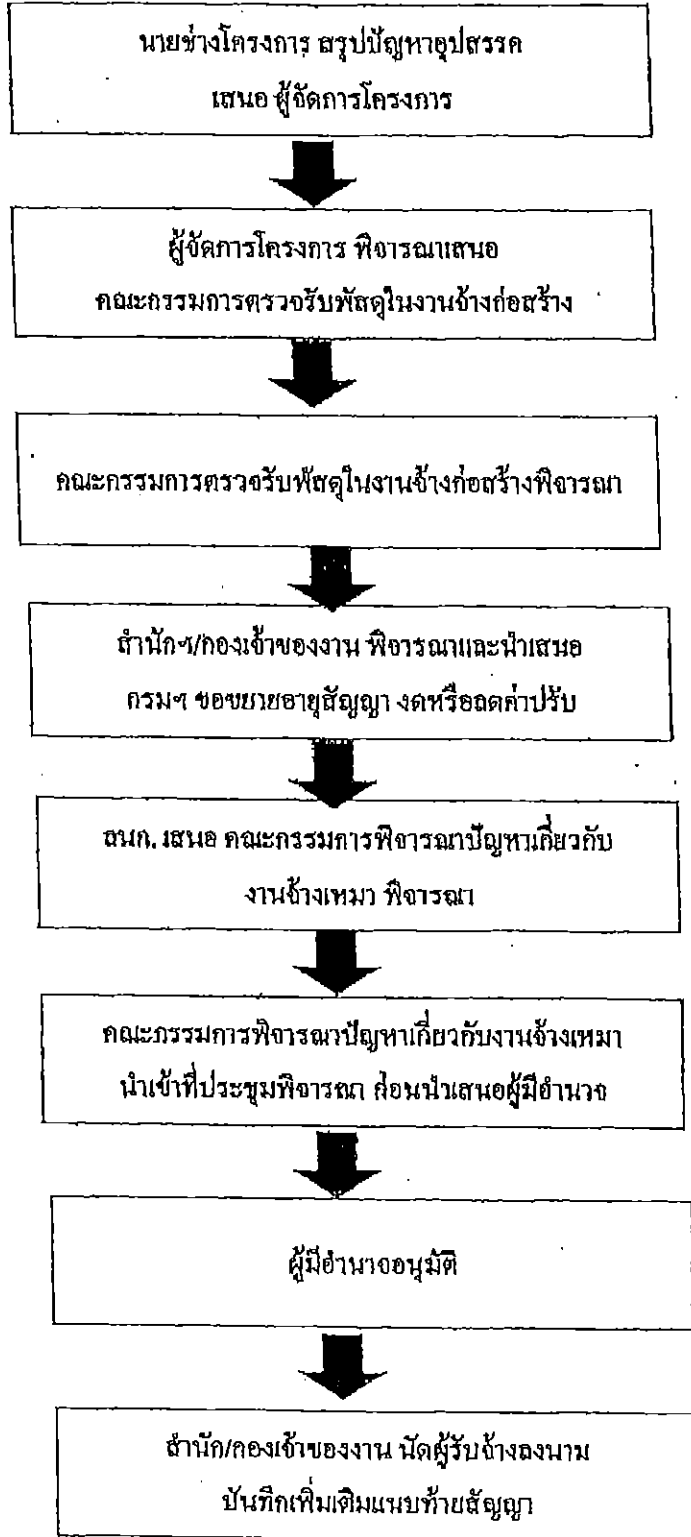 นายช่างโครงการ สรุปปัญหาอุปสรรค
เสนอ ผู้จัดการโครงการ
ผู้จัดการโครงการ พิจารณาเสนอ
คณะกรรมการตรวจรับพัสดุในงานจ้างก่อสร้าง
คณะกรรมการตรวจรับพัสดุในงานจ้างก่อสร้างพิจารณา
สำนักฯ/กองเจ้าของงาน พิจารณาและนำเสนอ
กรมฯ ขอขยายอายุสัญญา งดหรือลดค่าปรับ
ลนก. เสนอ คณะกรรมการพิจารณาปัญหาเกี่ยวกับ
งานจ้างเหมา พิจารณา
คณะกรรมการพิจารณาปัญหาเกี่ยวกับงานจ้างเหมา
นำเข้าที่ประชุมพิจารณา ก่อนนำเสนอผู้มีอำนาจ
ผู้มีอำนาจอนุมัติ
สำนัก/กองเจ้าของงาน นัดผู้รับจ้างลงนาม
บันทึกเพิ่มเติมแนบท้ายสัญญา